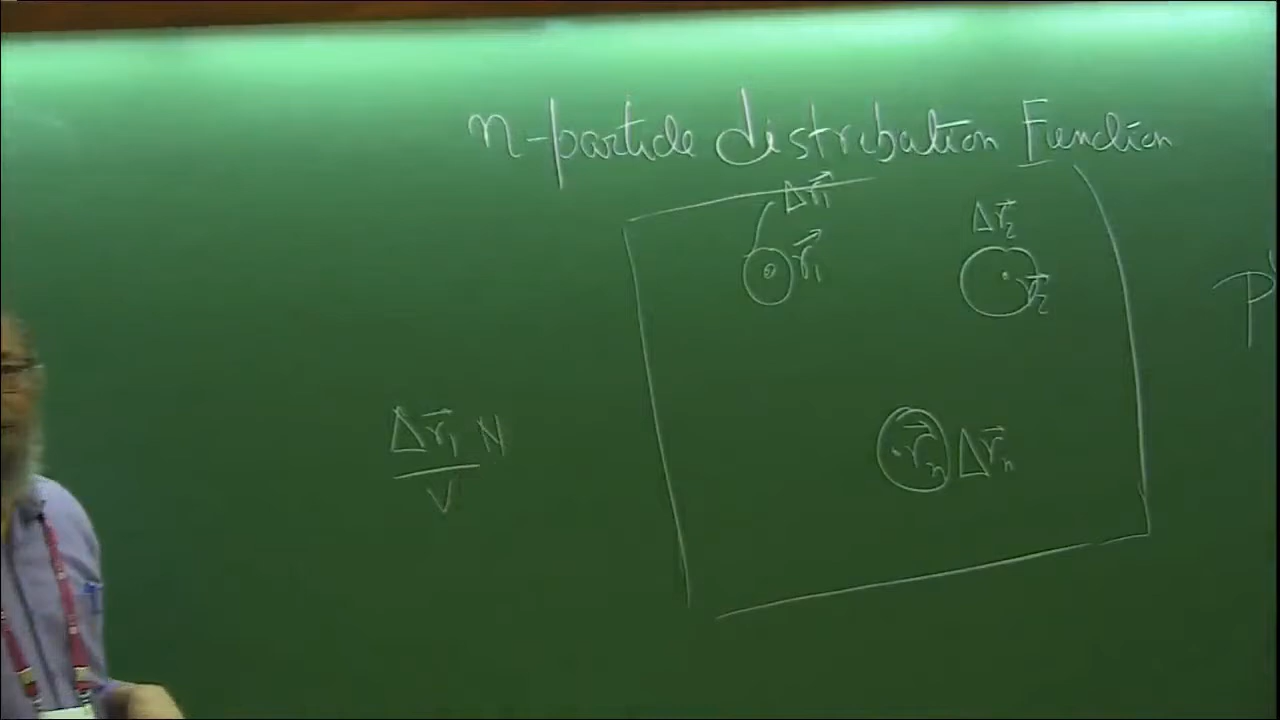 n-particle distribution Function
Δr⃗₁
Δr⃗₂
r⃗₁
r⃗₂
P
Δr⃗₁ N
V
r⃗ₙ Δr⃗ₙ